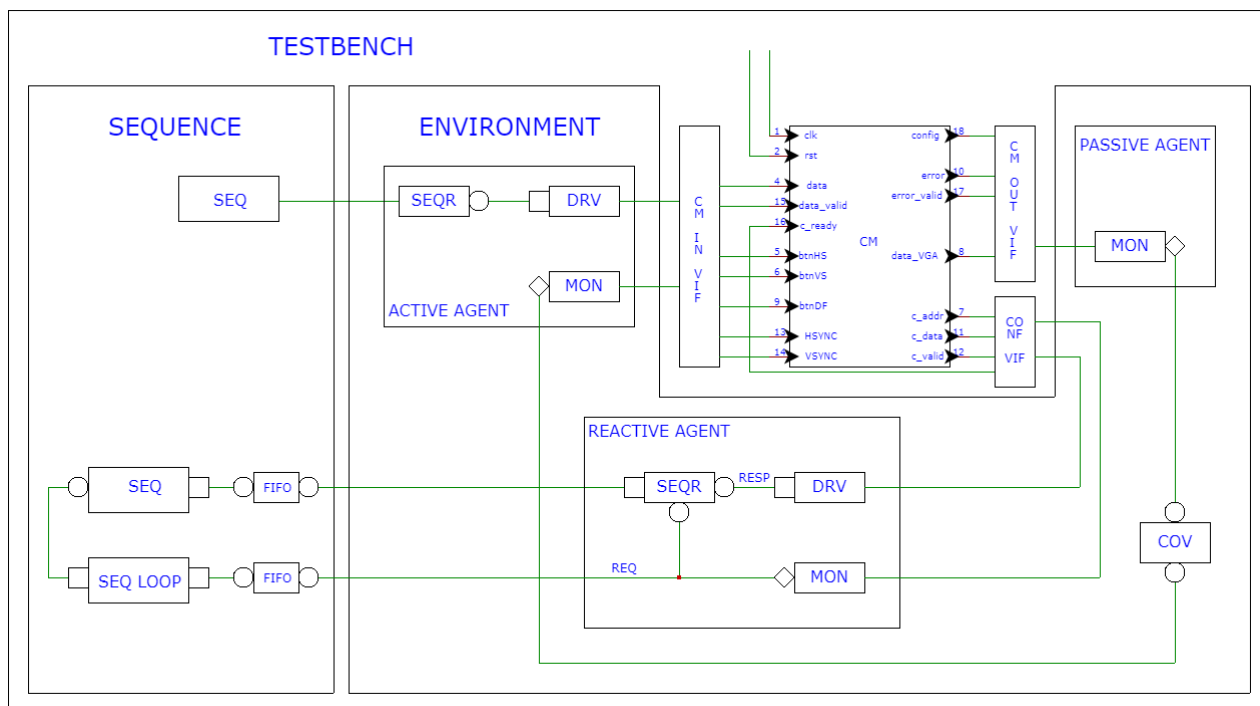 TESTBENCH
SEQUENCE
ENVIRONMENT
SEQ
SEQR
DRV
MON
ACTIVE AGENT
CM IN VIF
1 clk
2 rst
4 data
15 data_valid
16 c_ready
5 btnHS
6 btnVS
9 btnDF
13 HSYNC
14 VSYNC
CM
config 18
error 10
error_valid 17
data_VGA 8
c_addr 7
c_data 11
c_valid 12
CM OUT VIF
CO
NF
VIF
PASSIVE AGENT
MON
REACTIVE AGENT
SEQ
FIFO
SEQR
RESP
DRV
SEQ LOOP
FIFO
REQ
MON
COV